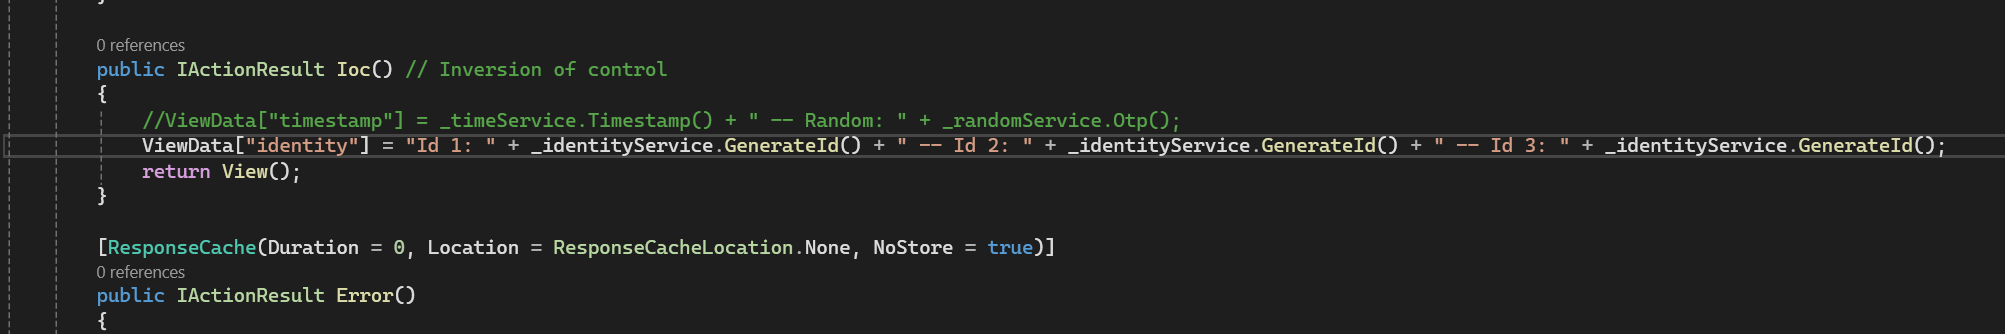 }
0 references
public IActionResult Ioc() // Inversion of control
{
//ViewData["timestamp"] = _timeService.Timestamp() + " -- Random: " + _randomService.Otp();
ViewData["identity"] = "Id 1: " + _identityService.GenerateId() + " -- Id 2: " + _identityService.GenerateId() + " -- Id 3: " + _identityService.GenerateId();
return View();
}
[ResponseCache(Duration = 0, Location = ResponseCacheLocation.None, NoStore = true)]
0 references
public IActionResult Error()
{